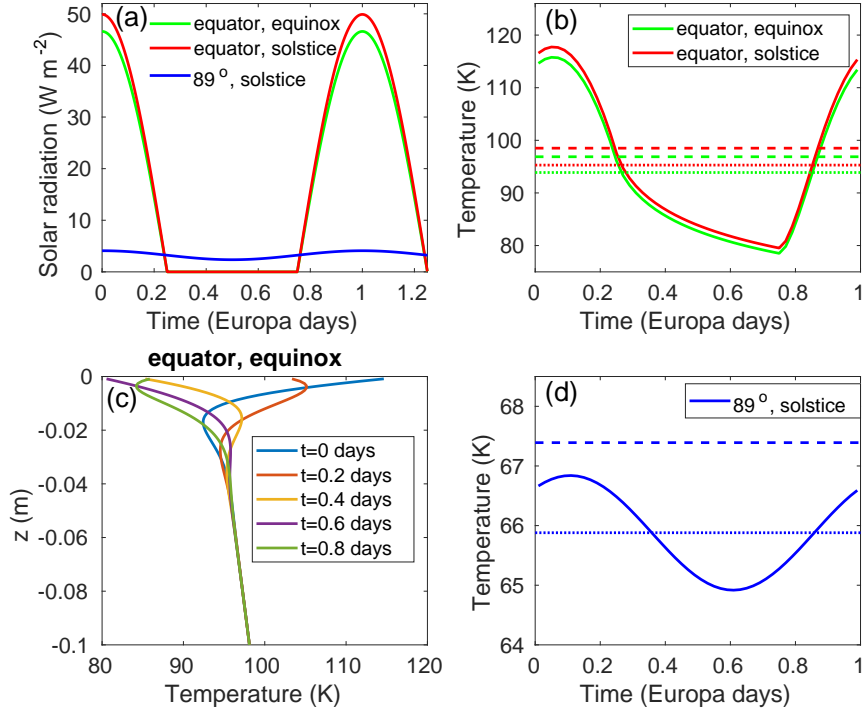 (a)
equator, equinox
equator, solstice
89 o, solstice
Solar radiation (W m-2)
50
40
30
20
10
0
0 0.2 0.4 0.6 0.8 1 1.2
Time (Europa days)
(b)
equator, equinox
equator, solstice
Temperature (K)
110
100
90
80
0 0.2 0.4 0.6 0.8 1
Time (Europa days)
equator, equinox
(c)
z (m)
0
-0.02
-0.04
-0.06
-0.08
-0.1
t=0 days
t=0.2 days
t=0.4 days
t=0.6 days
t=0.8 days
80 90 100 110 120
Temperature (K)
(d)
89 o, solstice
Temperature (K)
68
67
66
65
64
0 0.2 0.4 0.6 0.8 1
Time (Europa days)